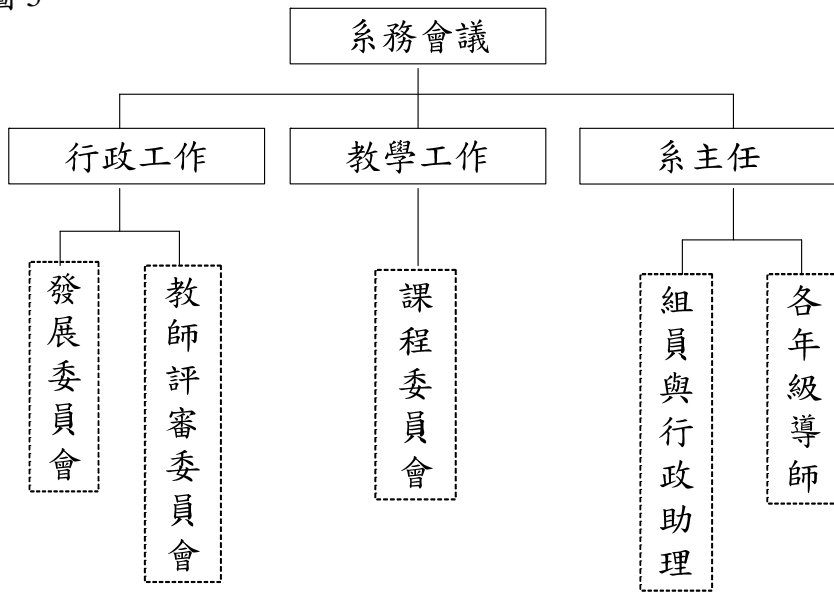 圖 3
系務會議
行政工作
教學工作
系主任
發展委員會
教師評審委員會
課程委員會
組員與行政助理
各年級導師